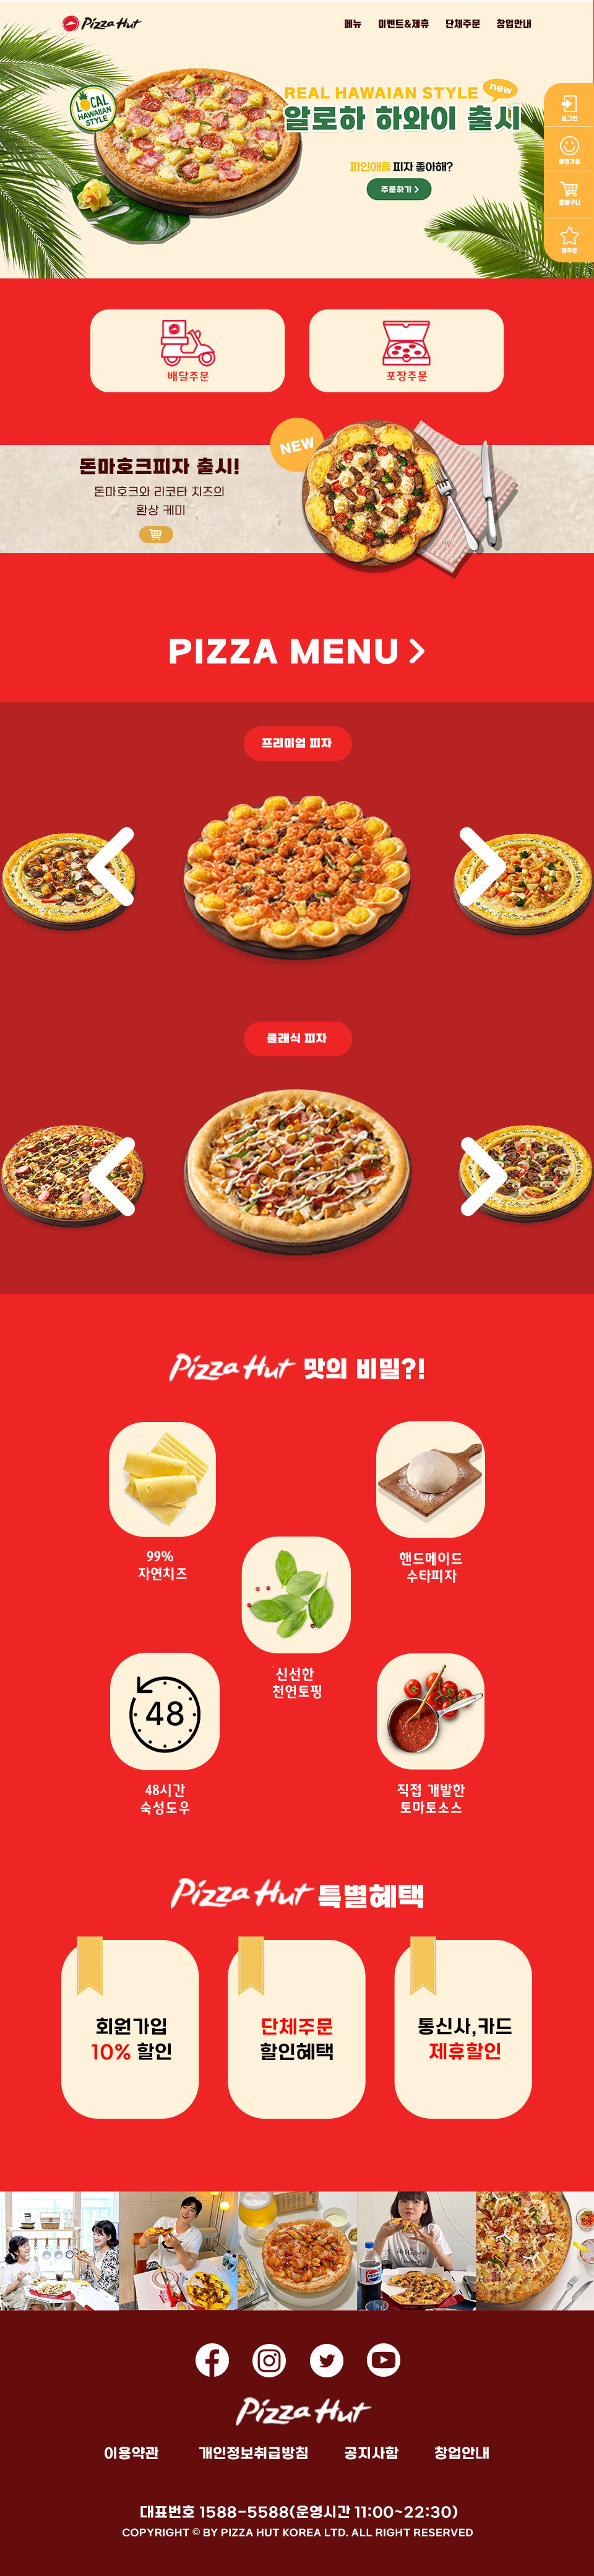 Pizza Hut
메뉴 이벤트&제휴 단체주문 창업안내
LOCAL
HAWAIIAN
STYLE
REAL HAWAIAN STYLE new
알로하 하와이 출시
파인애플 피자 좋아해?
주문하기 >
로그인
회원가입
장바구니
배달주문
포장주문
NEW
돈마호크피자 출시!
돈마호크와 리코타 치즈의
환상 케미
PIZZA MENU >
프리미엄 피자
클래식 피자
Pizza Hut 맛의 비밀?!
99%
자연치즈
핸드메이드
수타피자
신선한
천연토핑
48
48시간
숙성도우
직접 개발한
토마토소스
Pizza Hut 특별혜택
회원가입
10% 할인
단체주문
할인혜택
통신사,카드
제휴할인
Pizza Hut
이용약관 개인정보취급방침 공지사항 창업안내
대표번호 1588-5588(운영시간 11:00~22:30)
COPYRIGHT © BY PIZZA HUT KOREA LTD. ALL RIGHT RESERVED